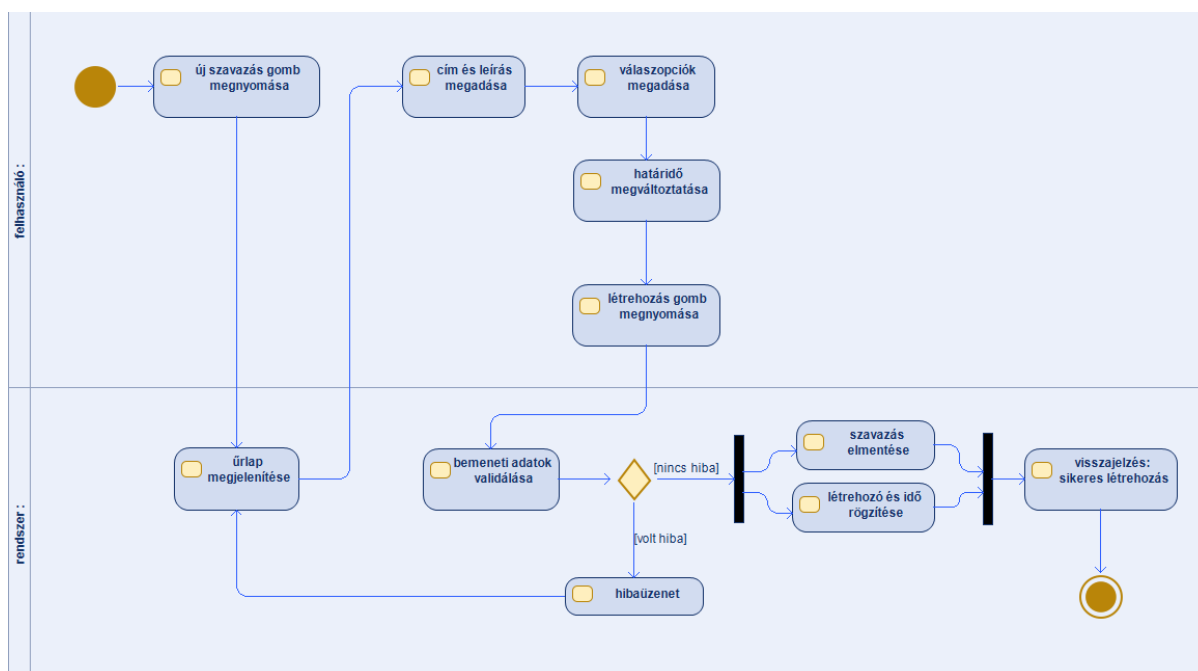 felhasználó :
új szavazás gomb
megnyomása
cím és leírás
megadása
válaszopciók
megadása
határidő
megváltoztatása
létrehozás gomb
megnyomása
rendszer :
űrlap
megjelenítése
bemeneti adatok
validálása
[nincs hiba]
[volt hiba]
hibaüzenet
szavazás
elmentése
létrehozó és idő
rögzítése
visszajelzés:
sikeres létrehozás